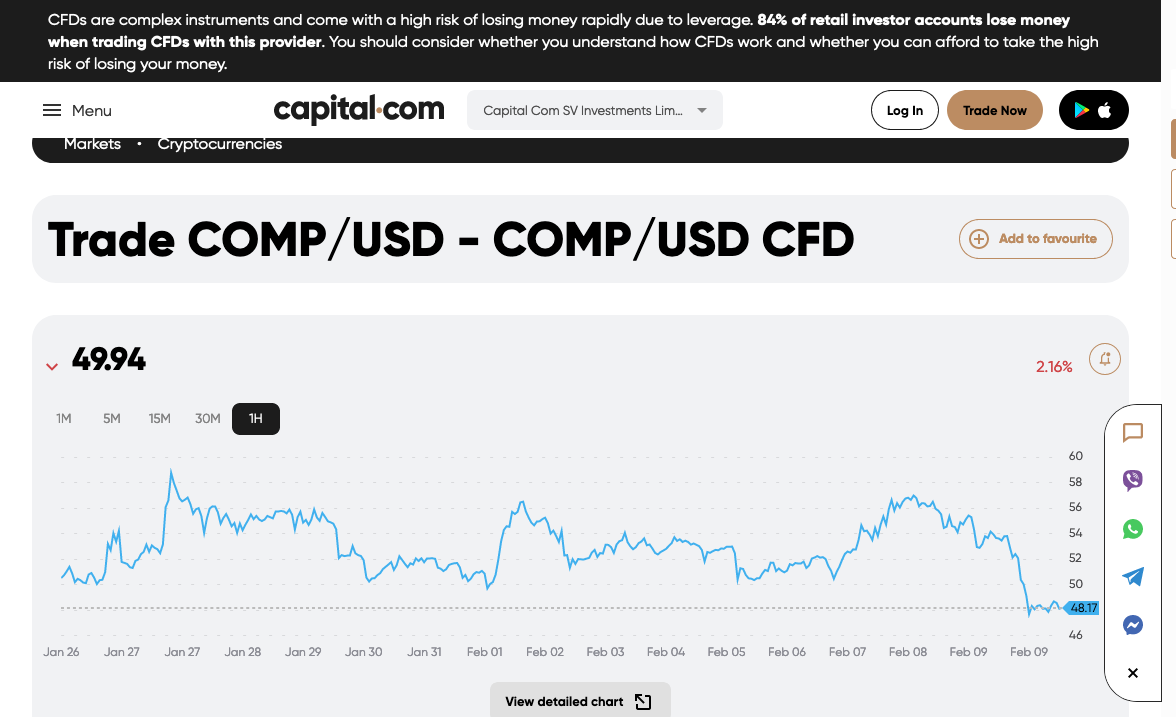 CFDs are complex instruments and come with a high risk of losing money rapidly due to leverage. 84% of retail investor accounts lose money
when trading CFDs with this provider. You should consider whether you understand how CFDs work and whether you can afford to take the high
risk of losing your money.
Menu
capital.com
Capital Com SV Investments Lim...
Log In
Trade Now
Markets • Cryptocurrencies
Trade COMP/USD - COMP/USD CFD
Add to favourite
49.94
2.16%
1M 5M 15M 30M 1H
60
58
56
54
52
50
48.17
46
Jan 26 Jan 27 Jan 27 Jan 28 Jan 29 Jan 30 Jan 31 Feb 01 Feb 02 Feb 03 Feb 04 Feb 05 Feb 06 Feb 07 Feb 08 Feb 09 Feb 09
View detailed chart